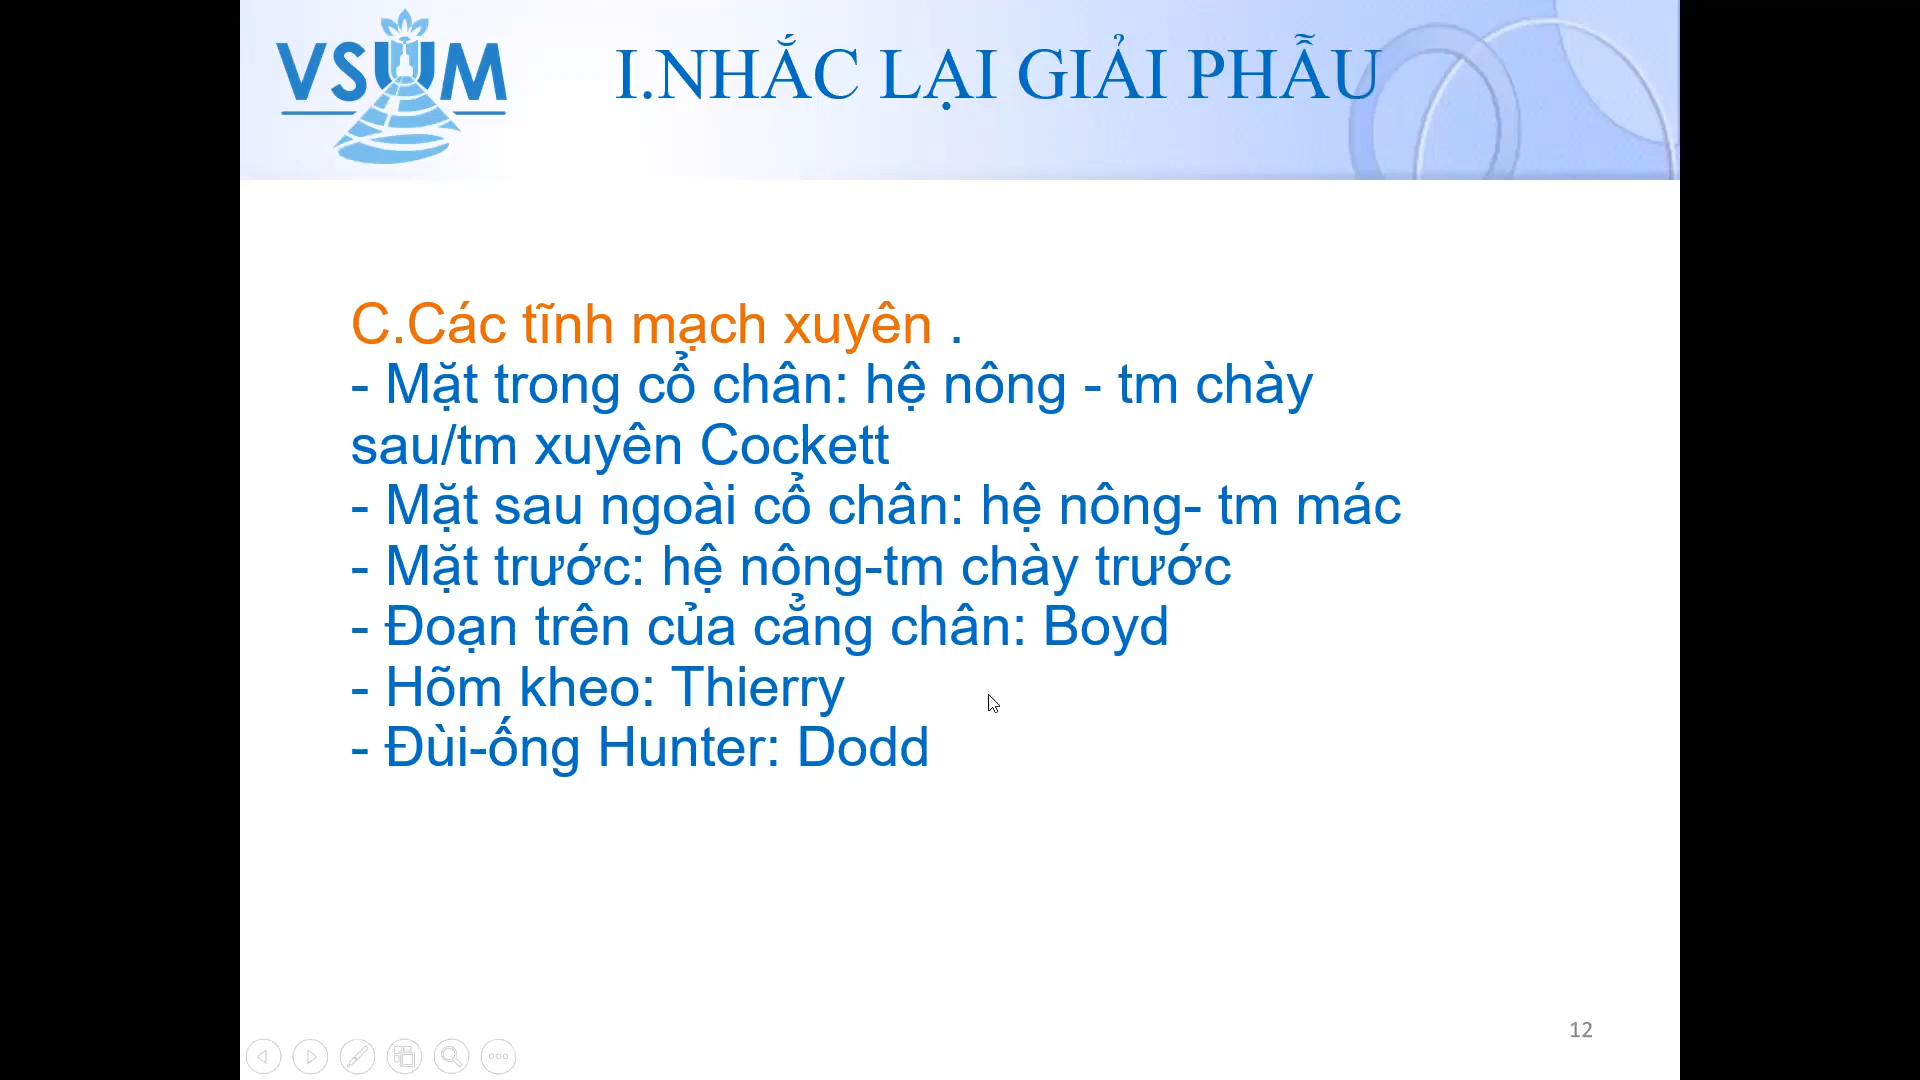 VSUM
I.NHẮC LẠI GIẢI PHẪU
C.Các tĩnh mạch xuyên .
- Mặt trong cổ chân: hệ nông - tm chày
sau/tm xuyên Cockett
- Mặt sau ngoài cổ chân: hệ nông- tm mác
- Mặt trước: hệ nông-tm chày trước
- Đoạn trên của cẳng chân: Boyd
- Hõm kheo: Thierry
- Đùi-ống Hunter: Dodd
12